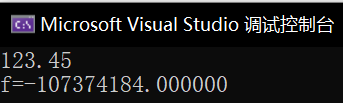 Microsoft Visual Studio 调试控制台
123.45
f=-107374184.000000